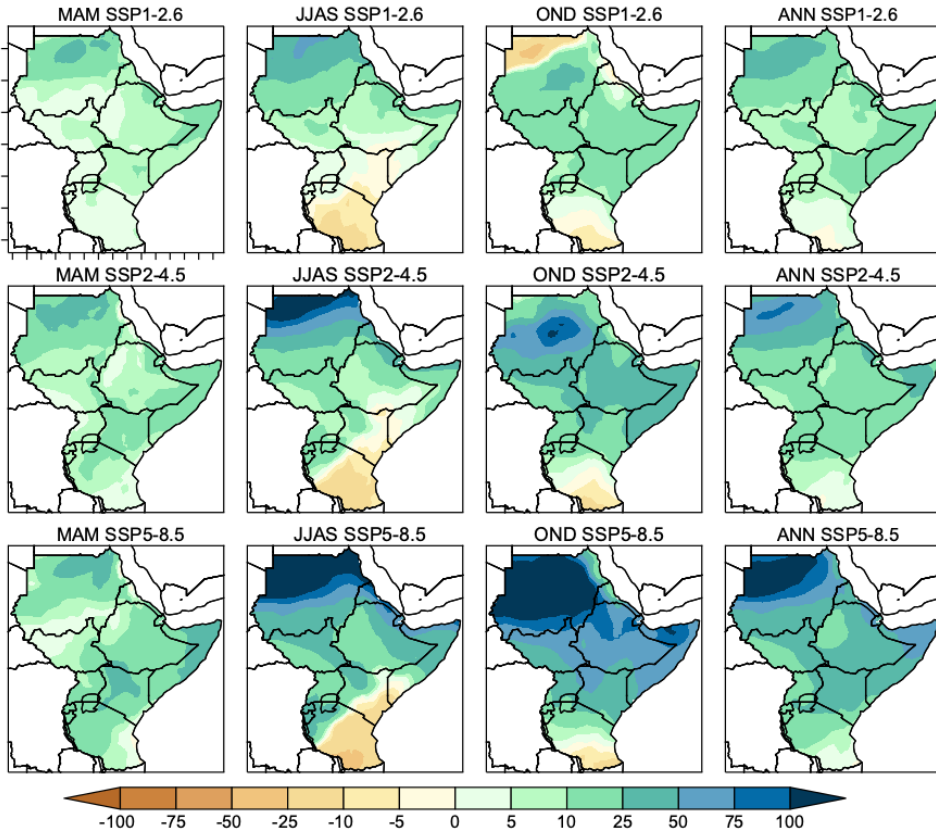 MAM SSP1-2.6 JJAS SSP1-2.6 OND SSP1-2.6 ANN SSP1-2.6
MAM SSP2-4.5 JJAS SSP2-4.5 OND SSP2-4.5 ANN SSP2-4.5
MAM SSP5-8.5 JJAS SSP5-8.5 OND SSP5-8.5 ANN SSP5-8.5
-100 -75 -50 -25 -10 -5 0 5 10 25 50 75 100